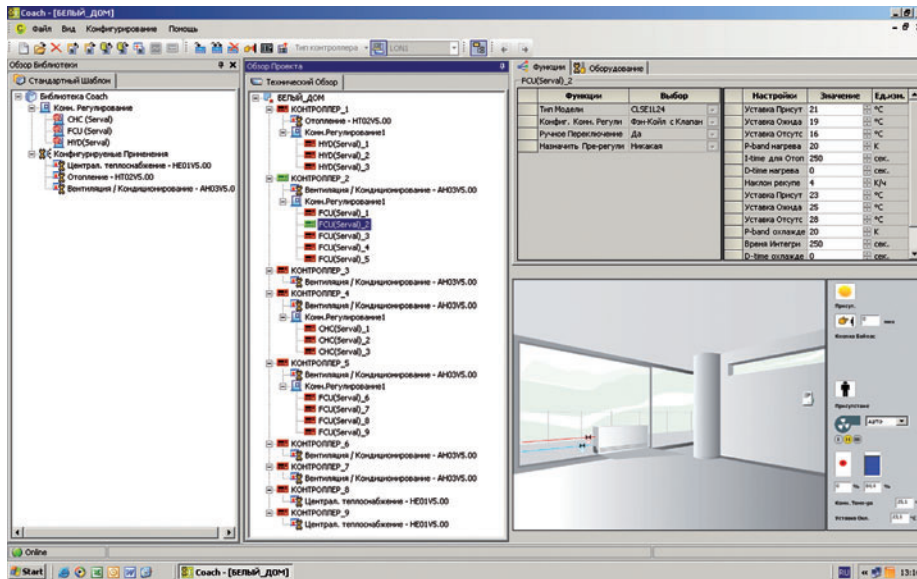 Coach - [БЕЛЫЙ_ДОМ]
Файл Вид Конфигурирование Помощь
Тип контроллера LON1
Обзор Библиотеки
Стандартный Шаблон
Библиотека Coach
Комн. Регулирование
CHC (Serval)
FCU (Serval)
HYD(Serval)
Конфигурируемые Применения
Централ. теплоснабжение - HE01V5.00
Отопление - HT02V5.00
Вентиляция / Кондиционирование - AH03V5.0
Обзор Проекта
Технический Обзор
БЕЛЫЙ_ДОМ
КОНТРОЛЛЕР_1
Отопление - HT02V5.00
Комн.Регулирование1
HYD(Serval)_1
HYD(Serval)_2
HYD(Serval)_3
КОНТРОЛЛЕР_2
Вентиляция / Кондиционирование - AH03V5.00
Комн.Регулирование1
FCU(Serval)_1
FCU(Serval)_2
FCU(Serval)_3
FCU(Serval)_4
FCU(Serval)_5
КОНТРОЛЛЕР_3
Вентиляция / Кондиционирование - AH03V5.00
КОНТРОЛЛЕР_4
Вентиляция / Кондиционирование - AH03V5.00
Комн.Регулирование1
CHC(Serval)_1
CHC(Serval)_2
CHC(Serval)_3
КОНТРОЛЛЕР_5
Вентиляция / Кондиционирование - AH03V5.00
Комн.Регулирование1
FCU(Serval)_6
FCU(Serval)_7
FCU(Serval)_8
FCU(Serval)_9
КОНТРОЛЛЕР_6
Вентиляция / Кондиционирование - AH03V5.00
КОНТРОЛЛЕР_7
Вентиляция / Кондиционирование - AH03V5.00
КОНТРОЛЛЕР_8
Централ. теплоснабжение - HE01V5.00
КОНТРОЛЛЕР_9
Централ. теплоснабжение - HE01V5.00
Функции Оборудование
FCU(Serval)_2
Функции Выбор
Тип Модели CLSE1L24
Конфиг. Комн. Регули Фэн-Койл с Клапан
Ручное Переключение Да
Назначить Пре-регули Никакая
Настройки Значение Ед.изм.
Уставка Присут 21 °C
Уставка Ожида 19 °C
Уставка Отсутс 16 °C
P-band нагрева 20 K
I-time для Отоп 250 сек.
D-time нагрева 0 сек.
Наклон рекупе 4 K/ч
Уставка Присут 23 °C
Уставка Ожида 25 °C
Уставка Отсутс 28 °C
P-band охлажде 20 K
Время Интегри 250 сек.
D-time охлажде 0 сек.
Присут.
Кнопка Байпас
Присутствие
Авто
Online
Start
Coach - [БЕЛЫЙ_ДОМ]
RU